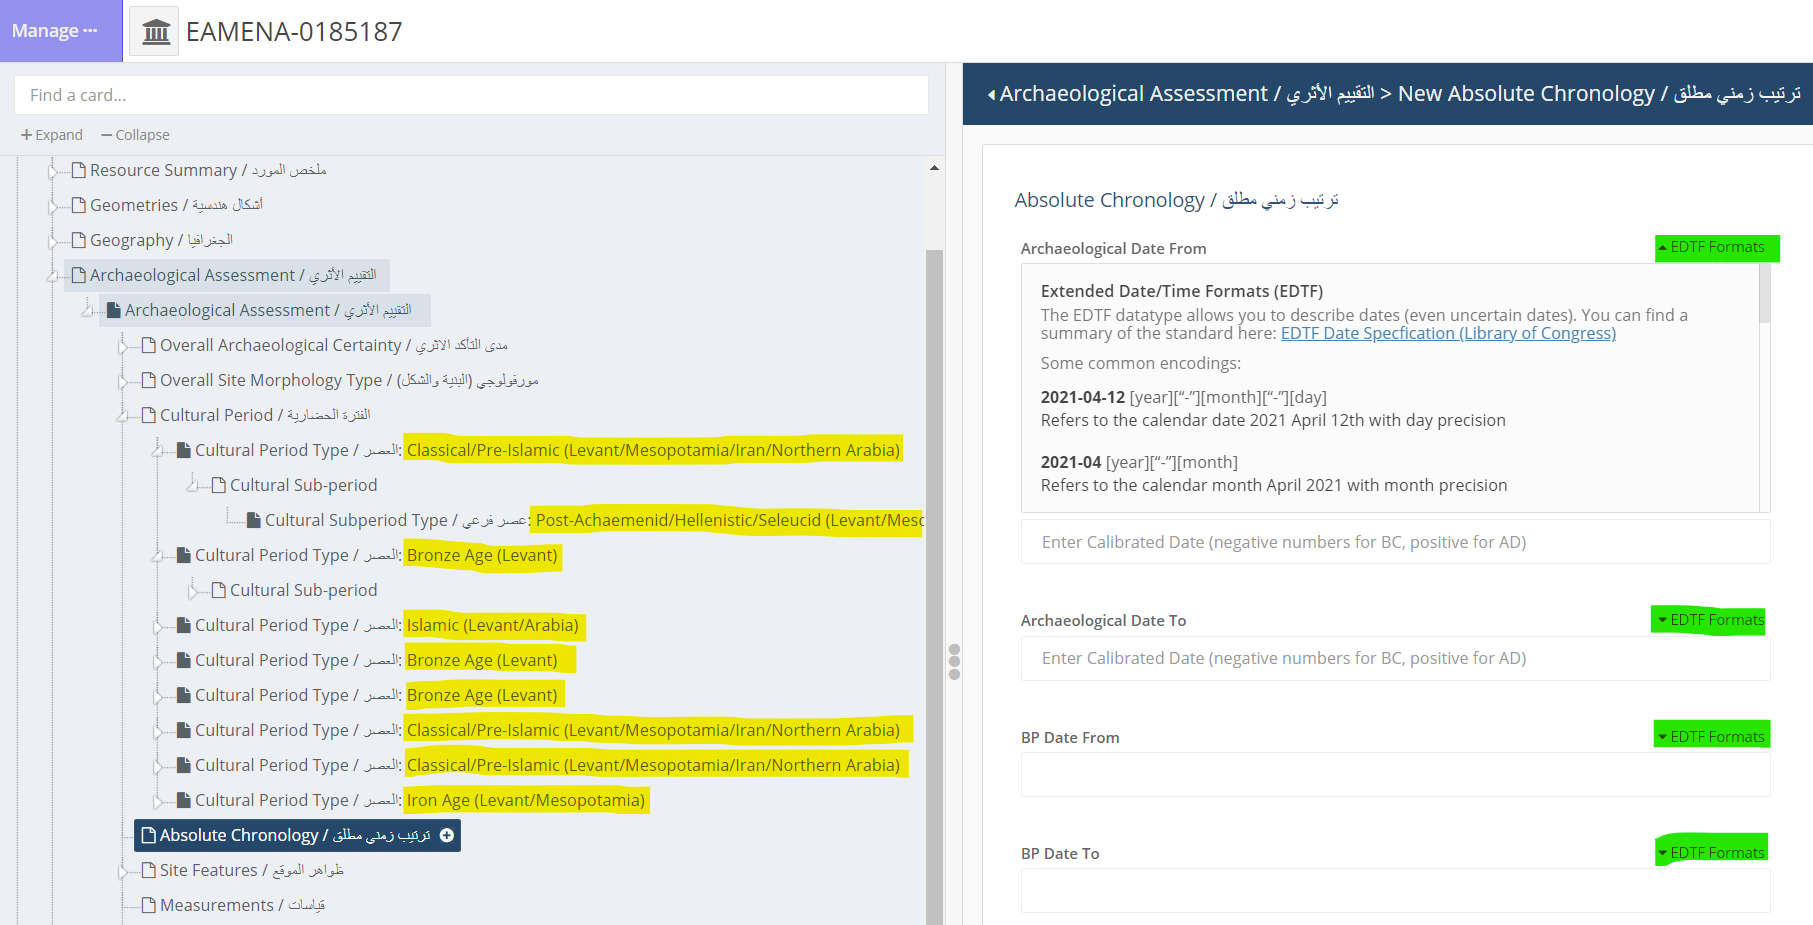 Manage ···
EAMENA-0185187
Find a card...
Expand Collapse
Resource Summary / ملخص المورد
Geometries / أشكال هندسية
Geography / الجغرافيا
Archaeological Assessment / التقييم الأثري
Archaeological Assessment / التقييم الأثري
Overall Archaeological Certainty / مدى التأكد الاثري
Overall Site Morphology Type / مورفولوجي (البنية والشكل)
Cultural Period / الفترة الحضارية
Cultural Period Type / العصر: Classical/Pre-Islamic (Levant/Mesopotamia/Iran/Northern Arabia)
Cultural Sub-period
Cultural Subperiod Type / عصر فرعي: Post-Achaemenid/Hellenistic/Seleucid (Levant/Mesc
Cultural Period Type / العصر: Bronze Age (Levant)
Cultural Sub-period
Cultural Period Type / العصر: Islamic (Levant/Arabia)
Cultural Period Type / العصر: Bronze Age (Levant)
Cultural Period Type / العصر: Bronze Age (Levant)
Cultural Period Type / العصر: Classical/Pre-Islamic (Levant/Mesopotamia/Iran/Northern Arabia)
Cultural Period Type / العصر: Classical/Pre-Islamic (Levant/Mesopotamia/Iran/Northern Arabia)
Cultural Period Type / العصر: Iron Age (Levant/Mesopotamia)
Absolute Chronology / ترتيب زمني مطلق
Site Features / ظواهر الموقع
Measurements / قياسات
Archaeological Assessment / التقييم الأثري > New Absolute Chronology / ترتيب زمني مطلق
Absolute Chronology / ترتيب زمني مطلق
Archaeological Date From EDTF Formats
Extended Date/Time Formats (EDTF)
The EDTF datatype allows you to describe dates (even uncertain dates). You can find a
summary of the standard here: EDTF Date Specfication (Library of Congress)
Some common encodings:
2021-04-12 [year][“-”][month][“-”][day]
Refers to the calendar date 2021 April 12th with day precision
2021-04 [year][“-”][month]
Refers to the calendar month April 2021 with month precision
Enter Calibrated Date (negative numbers for BC, positive for AD)
Archaeological Date To EDTF Formats
Enter Calibrated Date (negative numbers for BC, positive for AD)
BP Date From EDTF Formats
BP Date To EDTF Formats